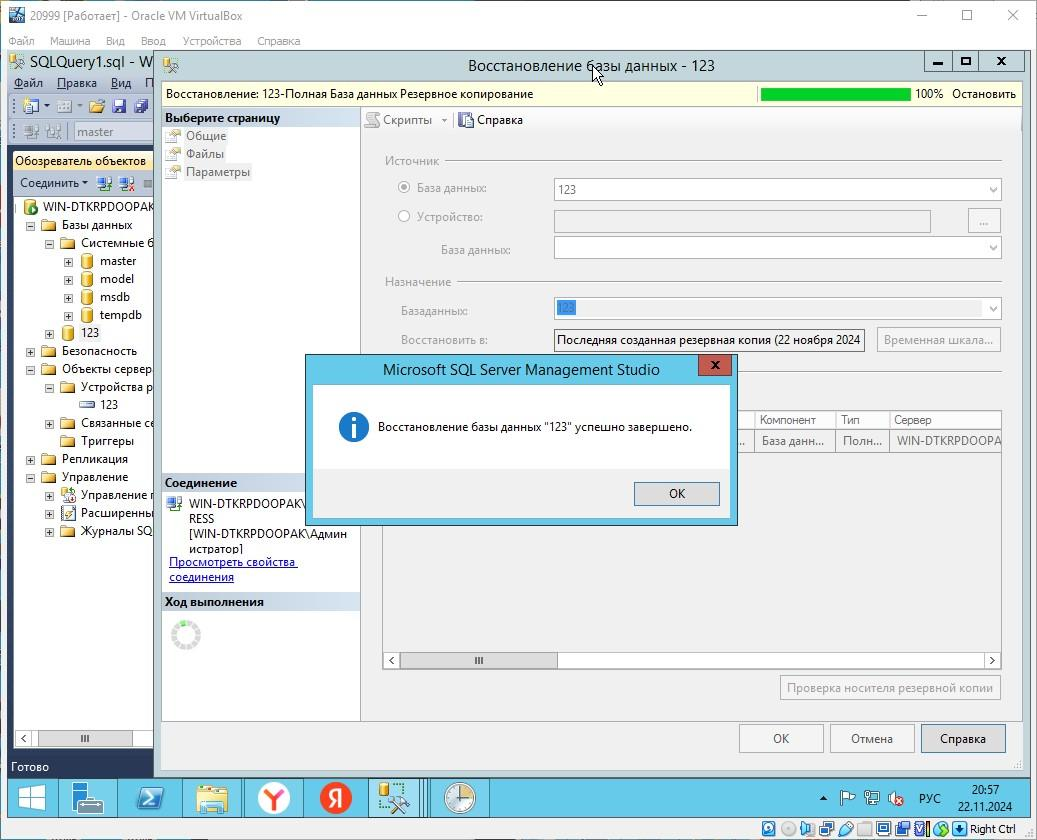 20999 [Работает] - Oracle VM VirtualBox
Файл Машина Вид Ввод Устройства Справка
SQLQuery1.sql - W
Восстановление базы данных - 123
Файл Правка Вид П
Восстановление: 123-Полная База данных Резервное копирование
100% Остановить
master
Выберите страницу
Общие
Файлы
Параметры
Скрипты Справка
Обозреватель объектов
Соединить
WIN-DTKRPDOOPAK
Базы данных
Системные б
master
model
msdb
tempdb
123
Безопасность
Объекты сервера
Устройства р
123
Связанные се
Триггеры
Репликация
Управление
Управление п
Расширенны
Журналы SQ
Источник
База данных: 123
Устройство: ...
База данных:
Назначение
Базаданных: 123
Восстановить в: Последняя созданная резервная копия (22 ноября 2024 Временная шкала...
Компонент Тип Сервер
... База данн... Полн... WIN-DTKRPDOOPA
Microsoft SQL Server Management Studio
Восстановление базы данных "123" успешно завершено.
OK
Соединение
WIN-DTKRPDOOPAK\
RESS
[WIN-DTKRPDOOPAK\Админ
истратор]
Просмотреть свойства
соединения
Ход выполнения
Проверка носителя резервной копии
OK Отмена Справка
Готово
РУС
20:57
22.11.2024
Right Ctrl